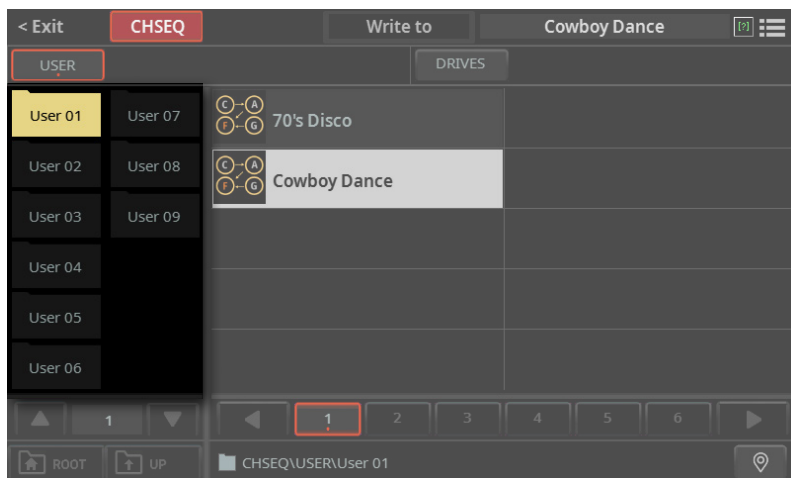 < Exit CHSEQ Write to Cowboy Dance [?]
USER DRIVES
User 01 User 07
User 02 User 08
User 03 User 09
User 04
User 05
User 06
C A
F G
70's Disco
C A
F G
Cowboy Dance
1 1 2 3 4 5 6
ROOT UP CHSEQ\USER\User 01